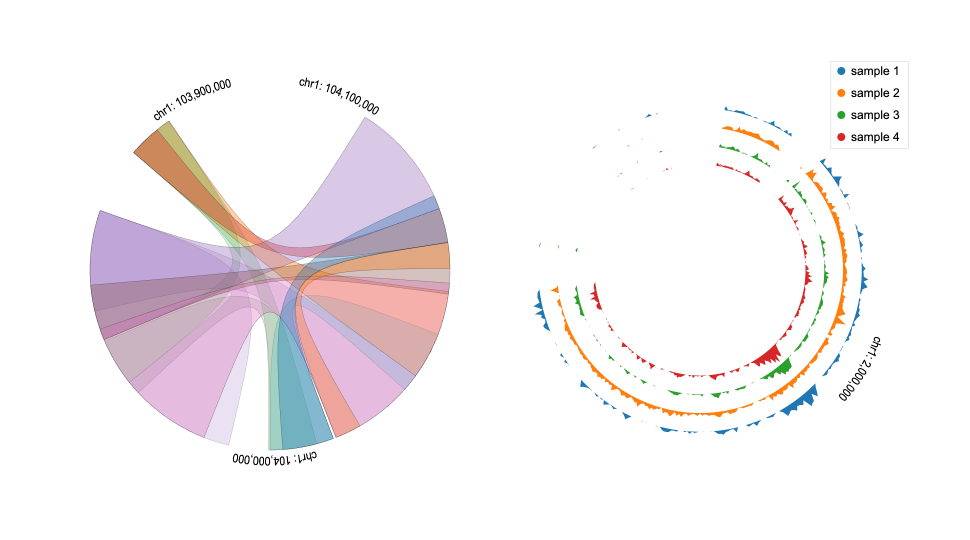 chr1: 103,900,000
chr1: 104,100,000
chr1: 104,000,000
sample 1
sample 2
sample 3
sample 4
chr1: 2,000,000